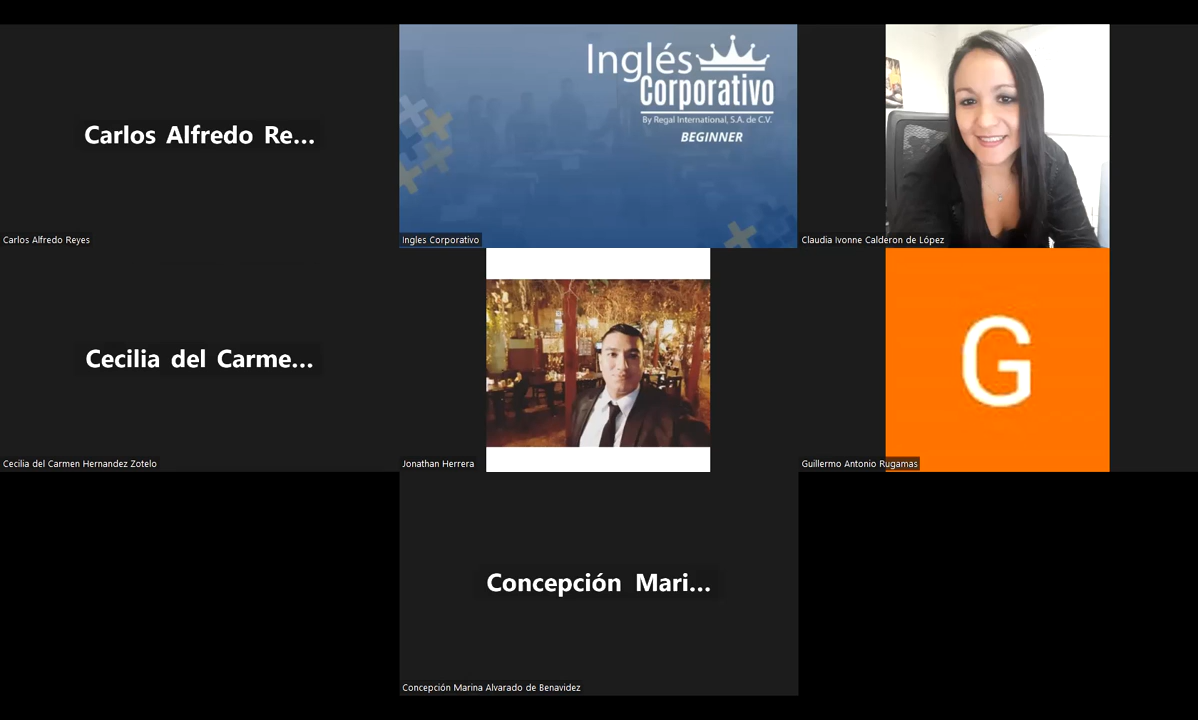 Carlos Alfredo Re...
Carlos Alfredo Reyes
Inglés
Corporativo
By Regal International, S.A. de C.V.
BEGINNER
Ingles Corporativo
Claudia Ivonne Calderon de López
Cecilia del Carme...
Cecilia del Carmen Hernandez Zotelo
Jonathan Herrera
G
Guillermo Antonio Rugamas
Concepción Mari...
Concepción Marina Alvarado de Benavidez